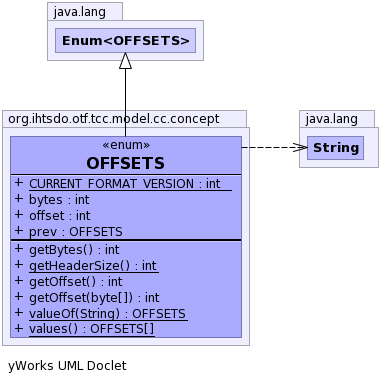 java.lang
Enum<OFFSETS>
org.ihtsdo.otf.tcc.model.cc.concept
java.lang
«enum»
OFFSETS
String
+ CURRENT_FORMAT_VERSION : int
+ bytes : int
+ offset : int
+ prev : OFFSETS
+ getBytes() : int
+ getHeaderSize() : int
+ getOffset() : int
+ getOffset(byte[]) : int
+ valueOf(String) : OFFSETS
+ values() : OFFSETS[]
yWorks UML Doclet